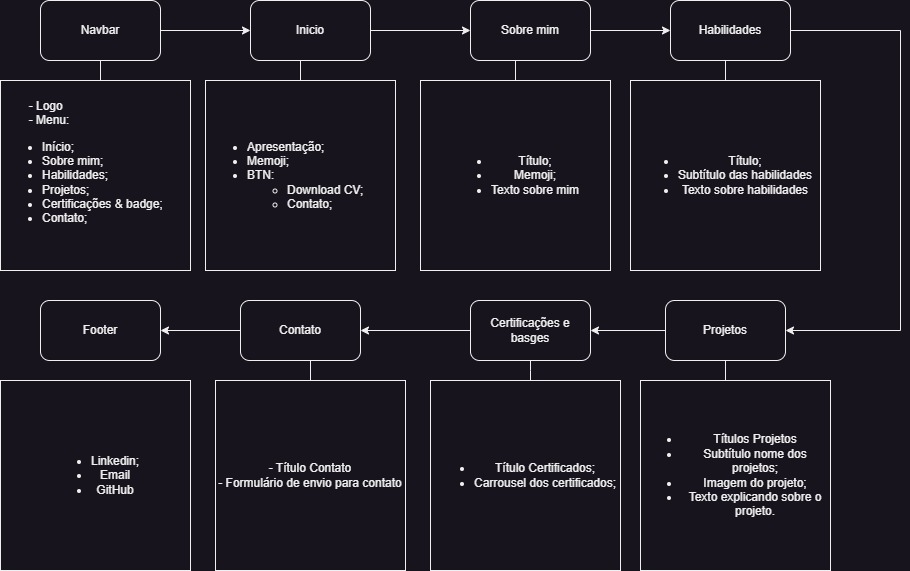 Navbar
Inicio
Sobre mim
Habilidades
- Logo
- Menu:
• Início;
• Sobre mim;
• Habilidades;
• Projetos;
• Certificações & badge;
• Contato;
• Apresentação;
• Memoji;
• BTN:
○ Download CV;
○ Contato;
• Título;
• Memoji;
• Texto sobre mim
• Título;
• Subtítulo das habilidades
• Texto sobre habilidades
Footer
Contato
Certificações e
basges
Projetos
• Linkedin;
• Email
• GitHub
- Título Contato
- Formulário de envio para contato
• Título Certificados;
• Carrousel dos certificados;
• Títulos Projetos
• Subtítulo nome dos
projetos;
• Imagem do projeto;
• Texto explicando sobre o
projeto.